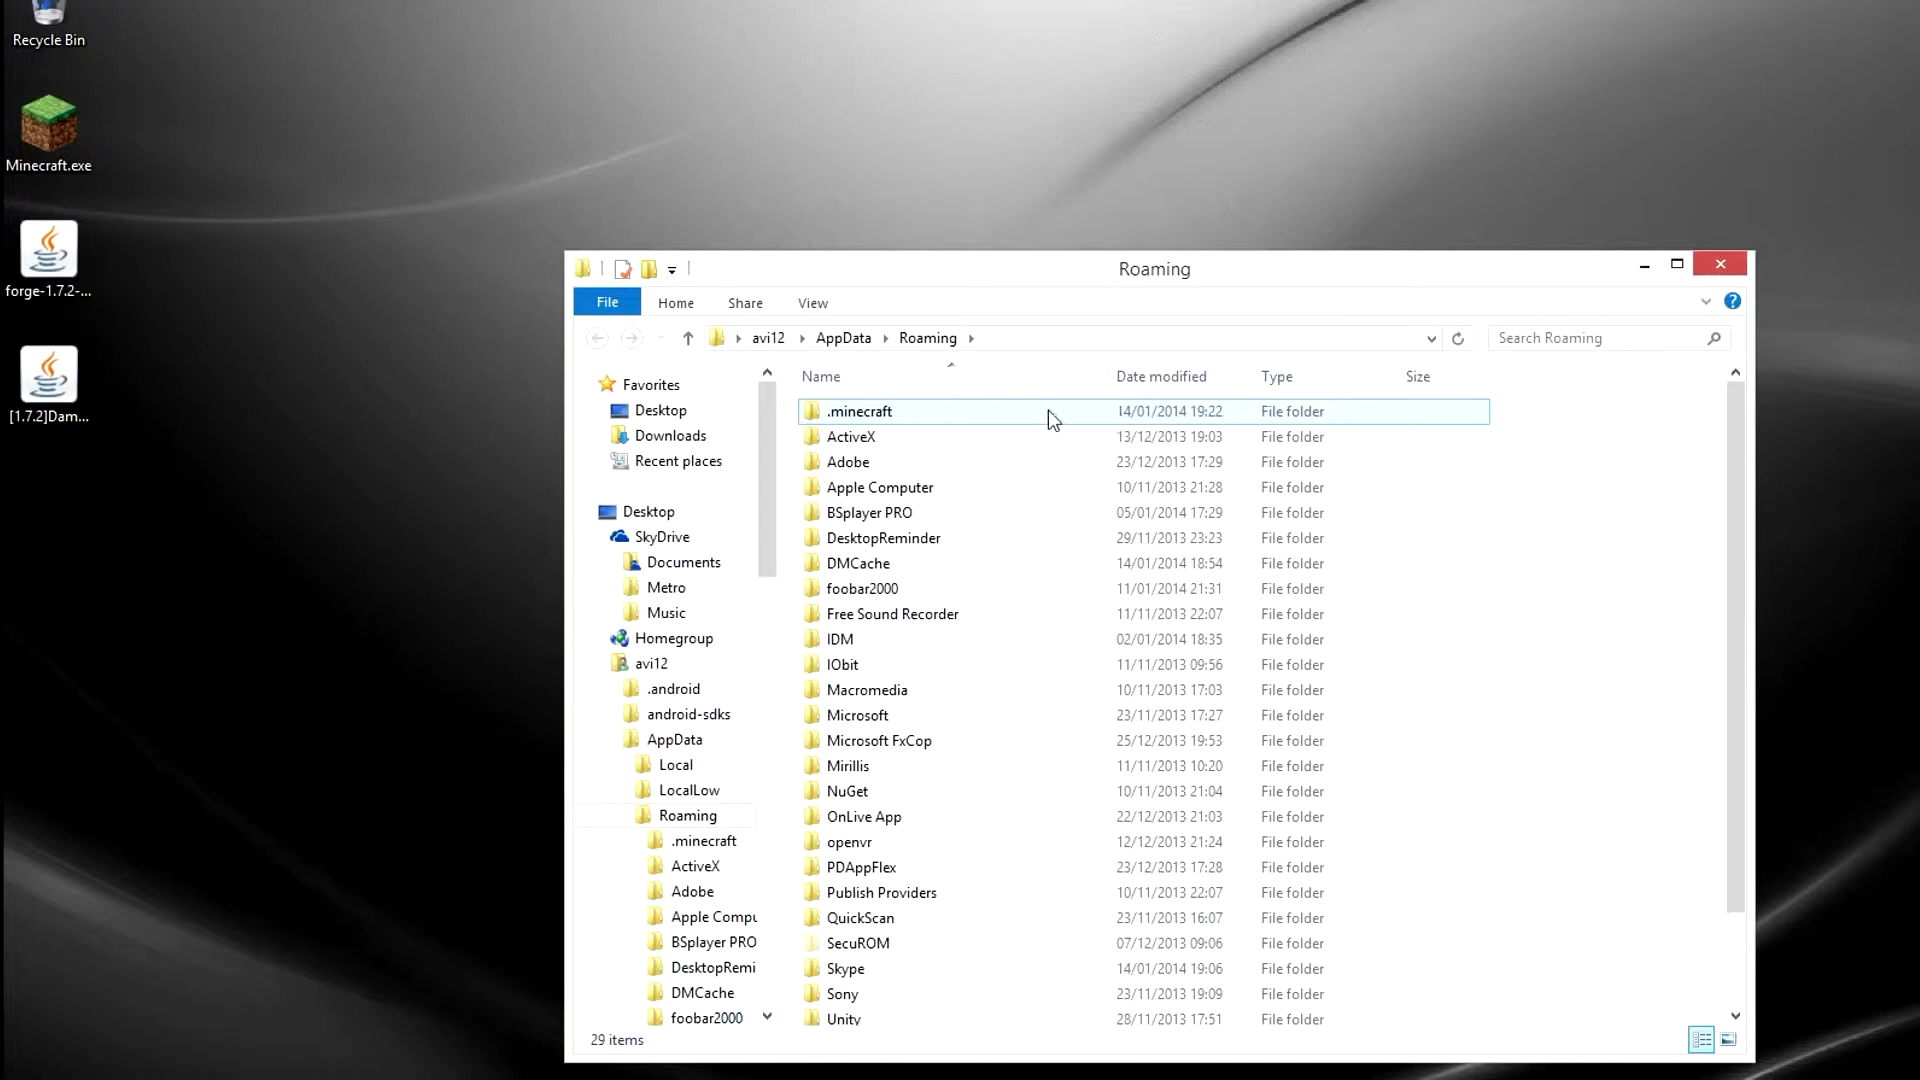 Recycle Bin
Minecraft.exe
forge-1.7.2-...
[1.7.2]Dam...
Roaming
File Home Share View
avi12 AppData Roaming
Search Roaming
Favorites
Desktop
Downloads
Recent places
Desktop
SkyDrive
Documents
Metro
Music
Homegroup
avi12
.android
android-sdks
AppData
Local
LocalLow
Roaming
.minecraft
ActiveX
Adobe
Apple Compu
BSplayer PRO
DesktopRemi
DMCache
foobar2000
Name Date modified Type Size
.minecraft 14/01/2014 19:22 File folder
ActiveX 13/12/2013 19:03 File folder
Adobe 23/12/2013 17:29 File folder
Apple Computer 10/11/2013 21:28 File folder
BSplayer PRO 05/01/2014 17:29 File folder
DesktopReminder 29/11/2013 23:23 File folder
DMCache 14/01/2014 18:54 File folder
foobar2000 11/01/2014 21:31 File folder
Free Sound Recorder 11/11/2013 22:07 File folder
IDM 02/01/2014 18:35 File folder
IObit 11/11/2013 09:56 File folder
Macromedia 10/11/2013 17:03 File folder
Microsoft 23/11/2013 17:27 File folder
Microsoft FxCop 25/12/2013 19:53 File folder
Mirillis 11/11/2013 10:20 File folder
NuGet 10/11/2013 21:04 File folder
OnLive App 22/12/2013 21:03 File folder
openvr 12/12/2013 21:24 File folder
PDAppFlex 23/12/2013 17:28 File folder
Publish Providers 10/11/2013 22:07 File folder
QuickScan 23/11/2013 16:07 File folder
SecuROM 07/12/2013 09:06 File folder
Skype 14/01/2014 19:06 File folder
Sony 23/11/2013 19:09 File folder
Unity 28/11/2013 17:51 File folder
29 items